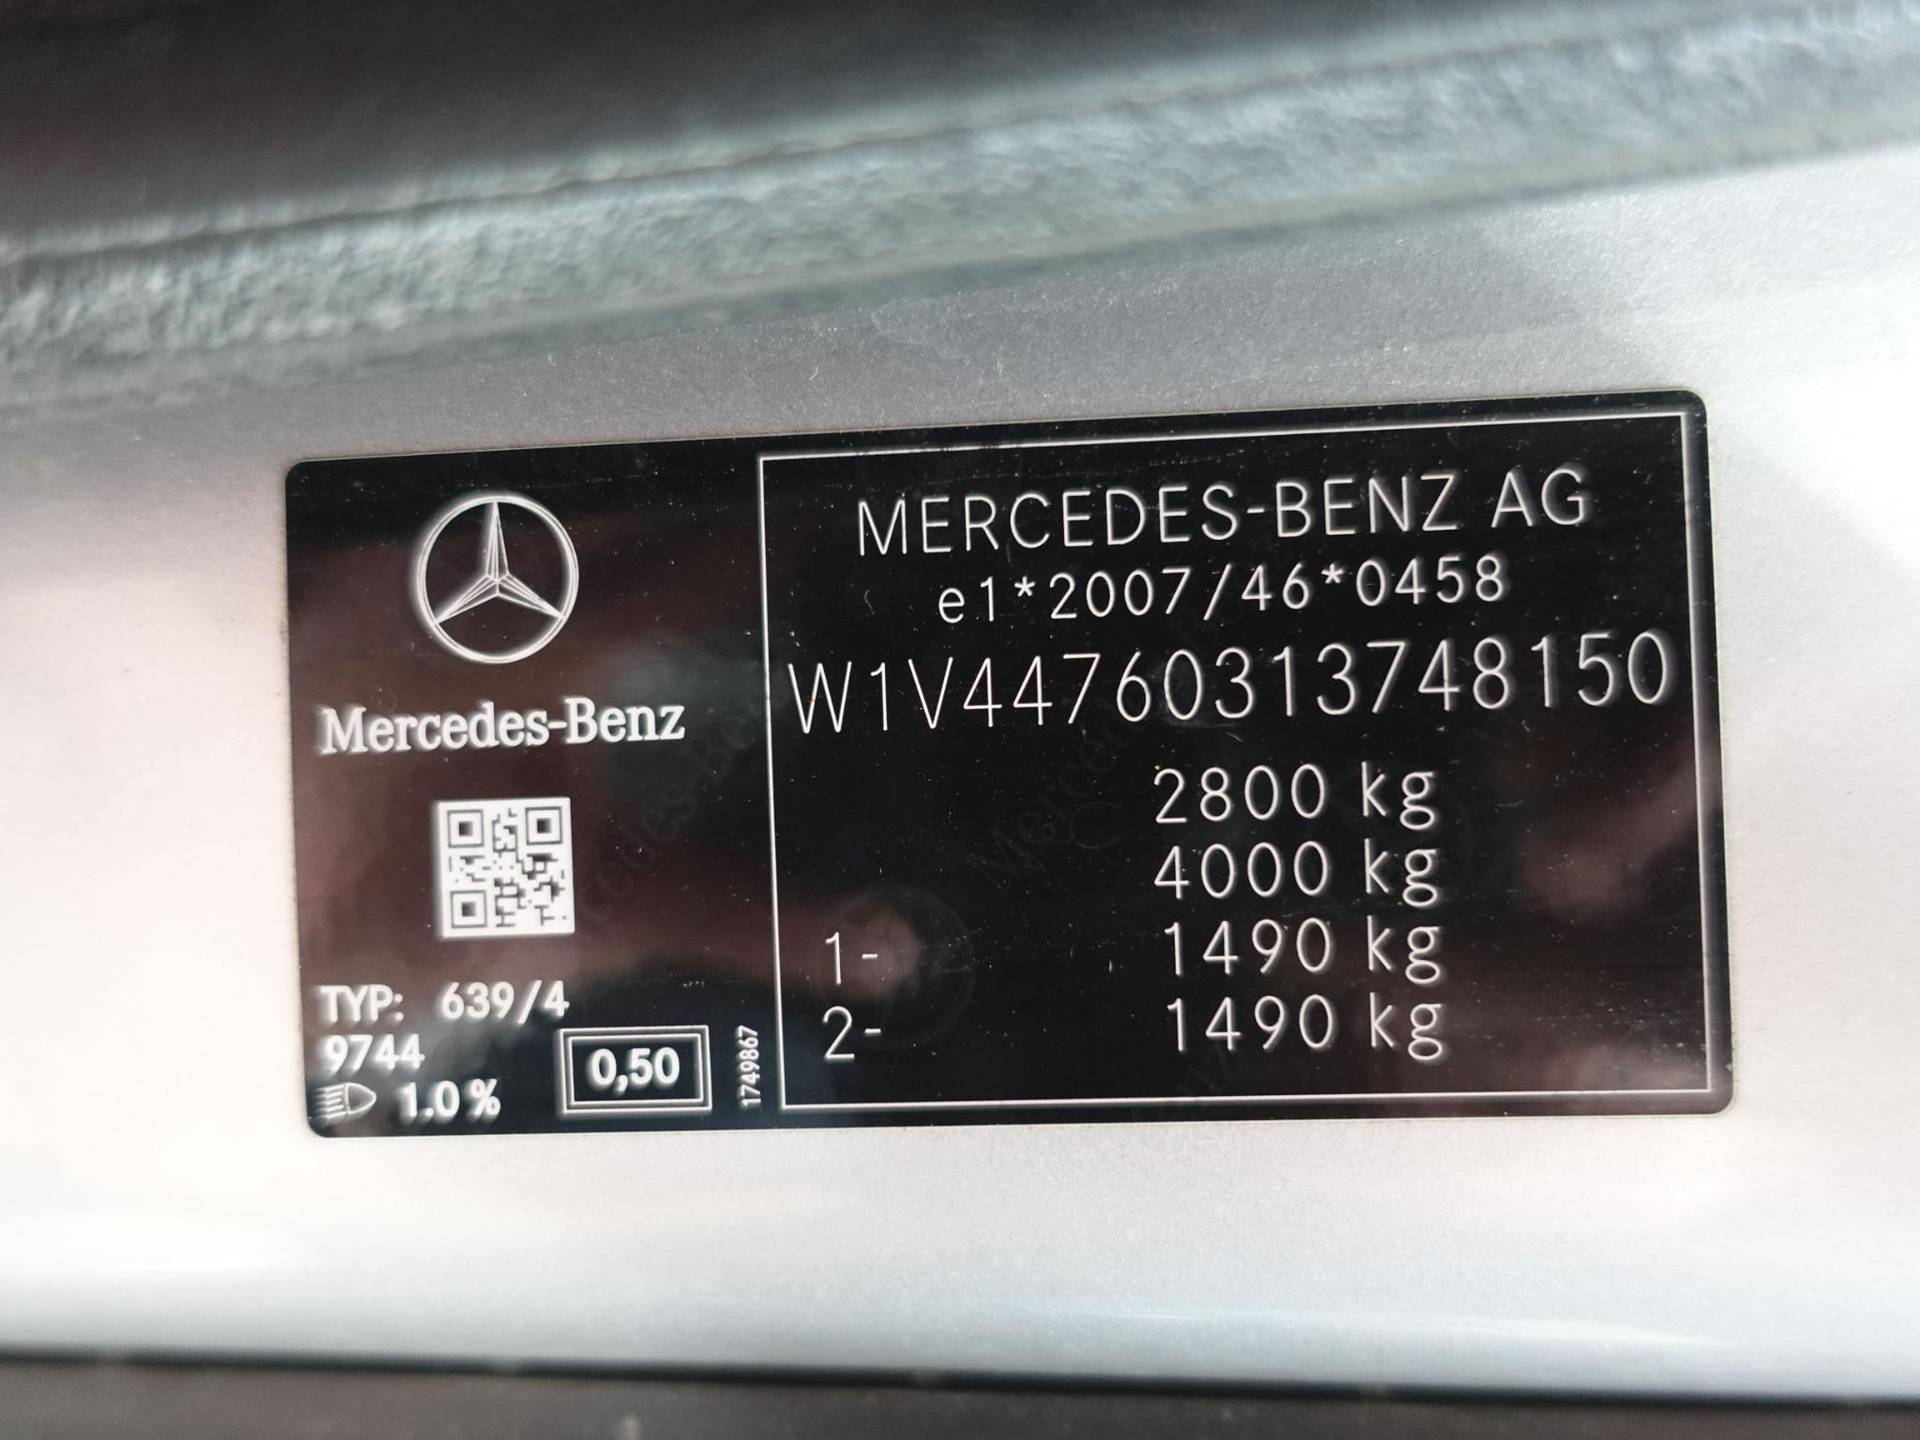 Mercedes-Benz
TYP: 639/4
9744
1.0%
0,50
1749867
MERCEDES-BENZ AG
e1*2007/46*0458
W1V44760313748150
2800 kg
4000 kg
1- 1490 kg
2- 1490 kg